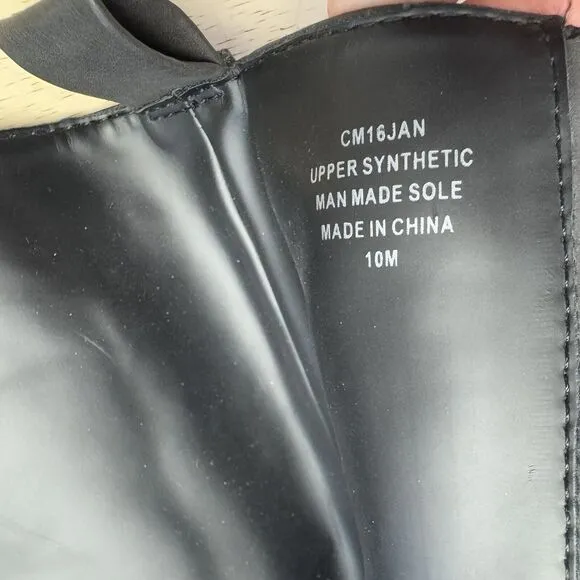 CM16JAN
UPPER SYNTHETIC
MAN MADE SOLE
MADE IN CHINA
10M